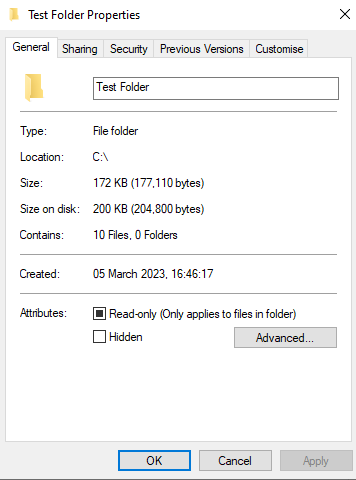 Test Folder Properties
General Sharing Security Previous Versions Customise
Test Folder
Type: File folder
Location: C:\
Size: 172 KB (177,110 bytes)
Size on disk: 200 KB (204,800 bytes)
Contains: 10 Files, 0 Folders
Created: 05 March 2023, 16:46:17
Attributes: Read-only (Only applies to files in folder)
Hidden Advanced...
OK Cancel Apply